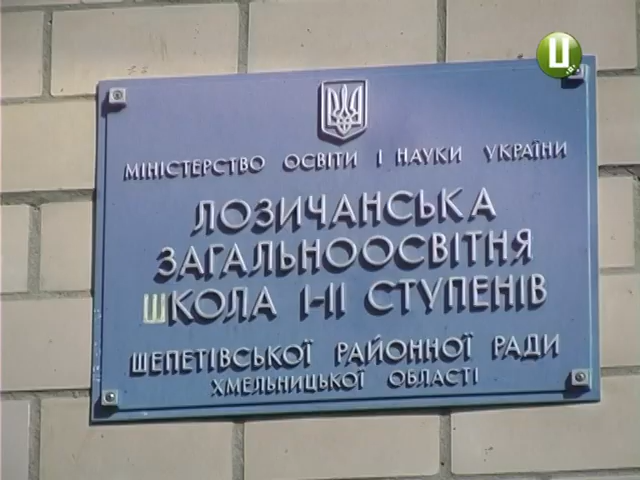 Ц
МІНІСТЕРСТВО ОСВІТИ І НАУКИ УКРАЇНИ
ЛОЗИЧАНСЬКА
ЗАГАЛЬНООСВІТНЯ
ШКОЛА І-ІІ СТУПЕНІВ
ШЕПЕТІВСЬКОЇ РАЙОННОЇ РАДИ
ХМЕЛЬНИЦЬКОЇ ОБЛАСТІ